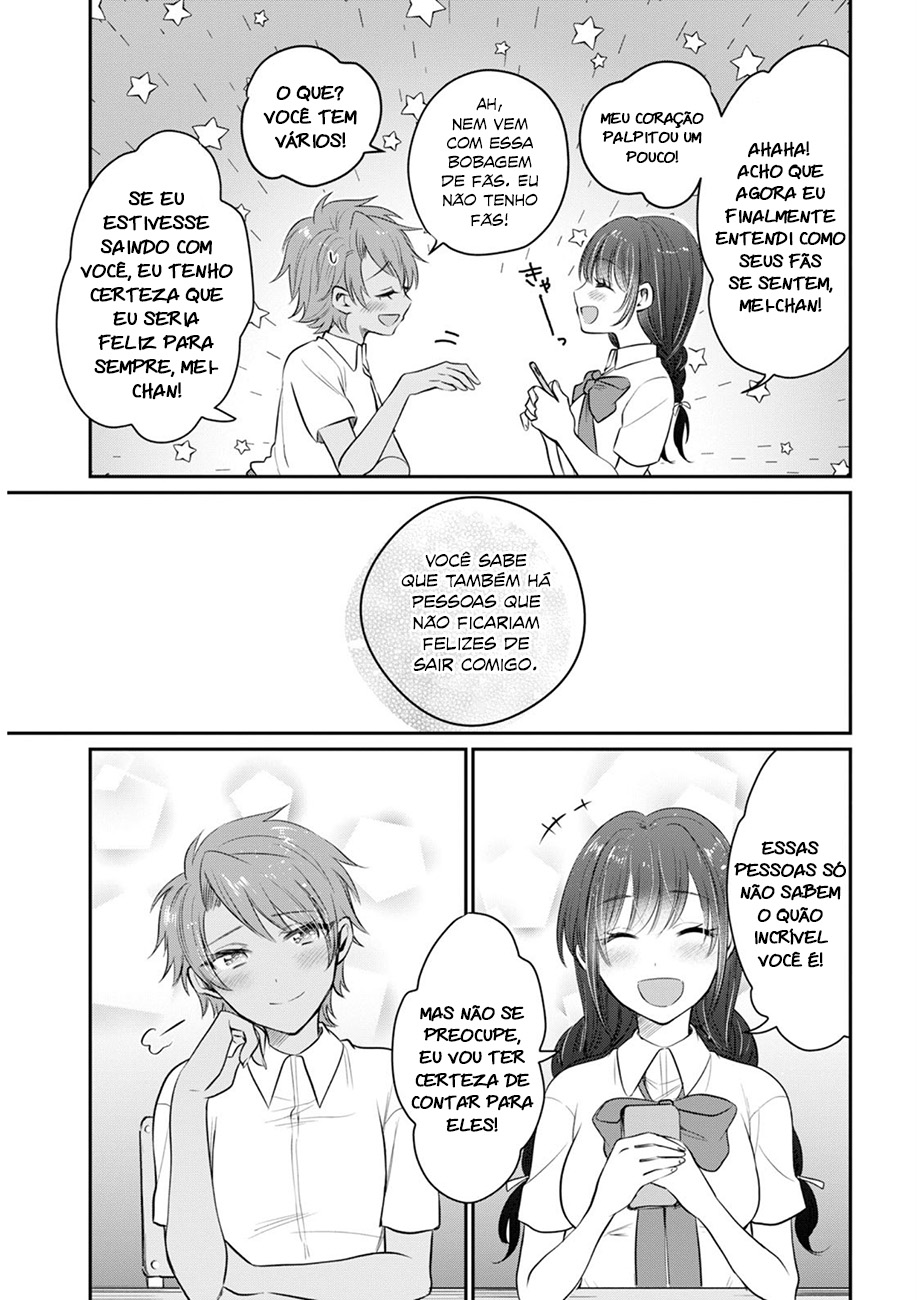 AHAHA!
ACHO QUE
AGORA EU
FINALMENTE
ENTENDI COMO
SEUS FÃS
SE SENTEM,
MEI-CHAN!
MEU CORAÇÃO
PALPITOU UM
POUCO!
AH,
NEM VEM
COM ESSA
BOBAGEM
DE FÃS. EU
NÃO TENHO
FÃS!
O QUE?
VOCÊ TEM
VÁRIOS!
SE EU
ESTIVESSE
SAINDO COM
VOCÊ, EU TENHO
CERTEZA QUE
EU SERIA
FELIZ PARA
SEMPRE, MEI-
CHAN!
きゃー
VOCÊ SABE
QUE TAMBÉM HÁ
PESSOAS QUE
NÃO FICARIAM
FELIZES DE
SAIR COMIGO.
ESSAS
PESSOAS SÓ
NÃO SABEM
O QUÃO
INCRÍVEL
VOCÊ É!
MAS NÃO SE
PREOCUPE,
EU VOU TER
CERTEZA DE
CONTAR PARA
ELES!